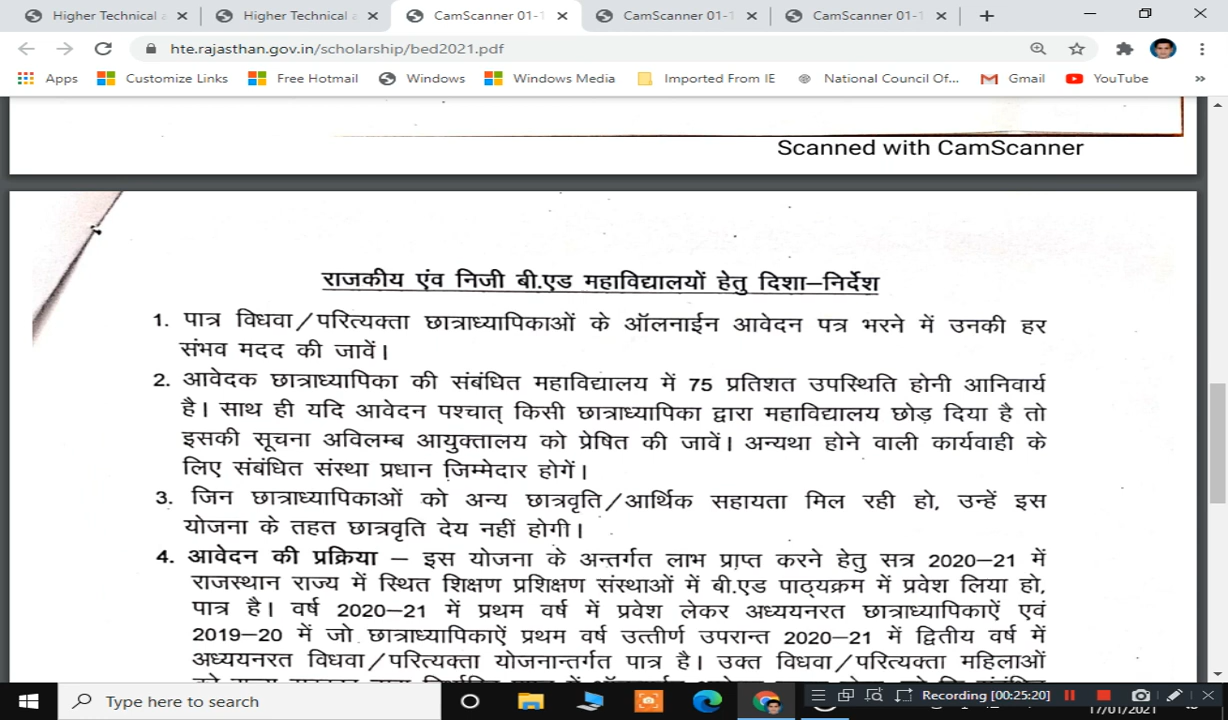 Higher Technical a
Higher Technical a
CamScanner 01-1
CamScanner 01-1
CamScanner 01-1
hte.rajasthan.gov.in/scholarship/bed2021.pdf
Apps
Customize Links
Free Hotmail
Windows
Windows Media
Imported From IE
National Council Of...
Gmail
YouTube
Scanned with CamScanner
राजकीय एंव निजी बी.एड महाविद्यालयों हेतु दिशा–निर्देश
1. पात्र विधवा/परित्यक्ता छात्राध्यापिकाओं के ऑलनाईन आवेदन पत्र भरने में उनकी हर
संभव मदद की जावें।
2. आवेदक छात्राध्यापिका की संबंधित महाविद्यालय में 75 प्रतिशत उपस्थिति होनी आनिवार्य
है। साथ ही यदि आवेदन पश्चात् किसी छात्राध्यापिका द्वारा महाविद्यालय छोड़ दिया है तो
इसकी सूचना अविलम्ब आयुक्तालय को प्रेषित की जावें। अन्यथा होने वाली कार्यवाही के
लिए संबंधित संस्था प्रधान जिम्मेदार होगें।
3. जिन छात्राध्यापिकाओं को अन्य छात्रवृति/आर्थिक सहायता मिल रही हो, उन्हें इस
योजना के तहत छात्रवृति देय नहीं होगी।
4. आवेदन की प्रक्रिया – इस योजना के अन्तर्गत लाभ प्राप्त करने हेतु सत्र 2020–21 में
राजस्थान राज्य में स्थित शिक्षण प्रशिक्षण संस्थाओं में बी.एड पाठ्यक्रम में प्रवेश लिया हो,
पात्र है। वर्ष 2020–21 में प्रथम वर्ष में प्रवेश लेकर अध्ययनरत छात्राध्यापिकाऐं एवं
2019–20 में जो छात्राध्यापिकाऐं प्रथम वर्ष उत्तीर्ण उपरान्त 2020–21 में द्वितीय वर्ष में
अध्ययनरत विधवा/परित्यक्ता योजनान्तर्गत पात्र है। उक्त विधवा/परित्यक्ता महिलाओं
Type here to search
Recording [00:25:20]
17/01/2021